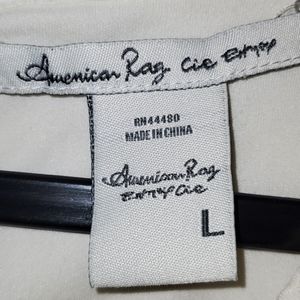 American Rag Cie
RN44480
MADE IN CHINA
American Rag
Cie
L